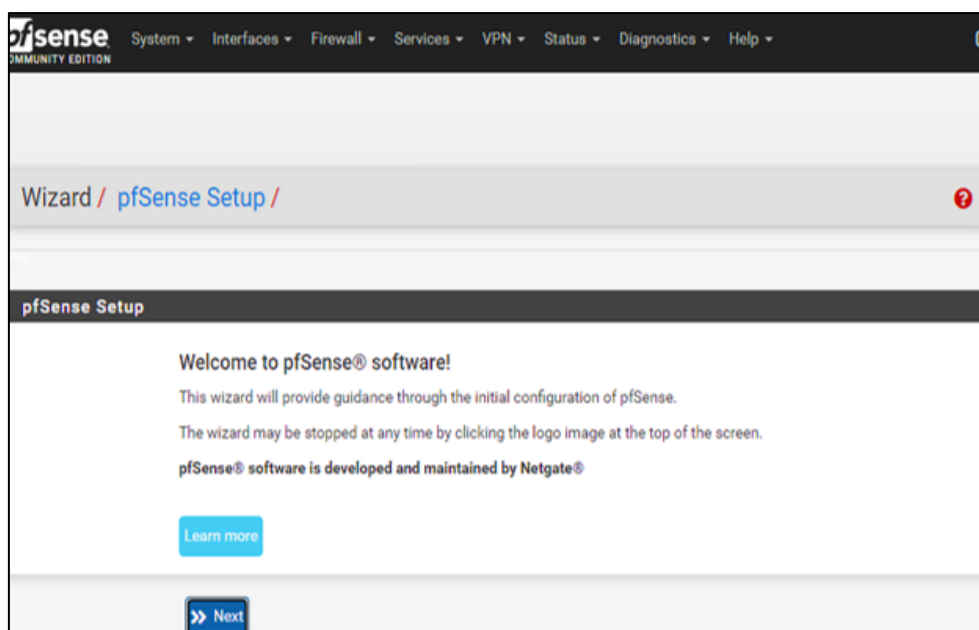 pfsense
COMMUNITY EDITION
System Interfaces Firewall Services VPN Status Diagnostics Help
Wizard / pfSense Setup /
pfSense Setup
Welcome to pfSense® software!
This wizard will provide guidance through the initial configuration of pfSense.
The wizard may be stopped at any time by clicking the logo image at the top of the screen.
pfSense® software is developed and maintained by Netgate®
Learn more
Next